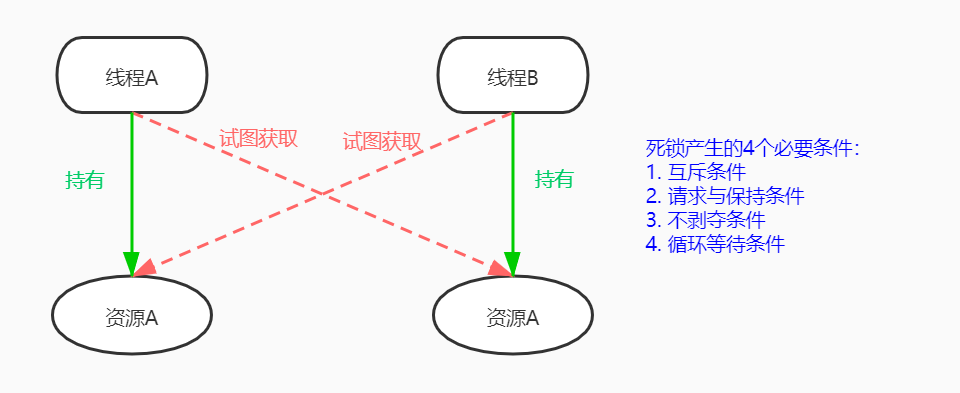 线程A
线程B
试图获取
试图获取
持有
持有
资源A
资源A
死锁产生的4个必要条件：
1. 互斥条件
2. 请求与保持条件
3. 不剥夺条件
4. 循环等待条件